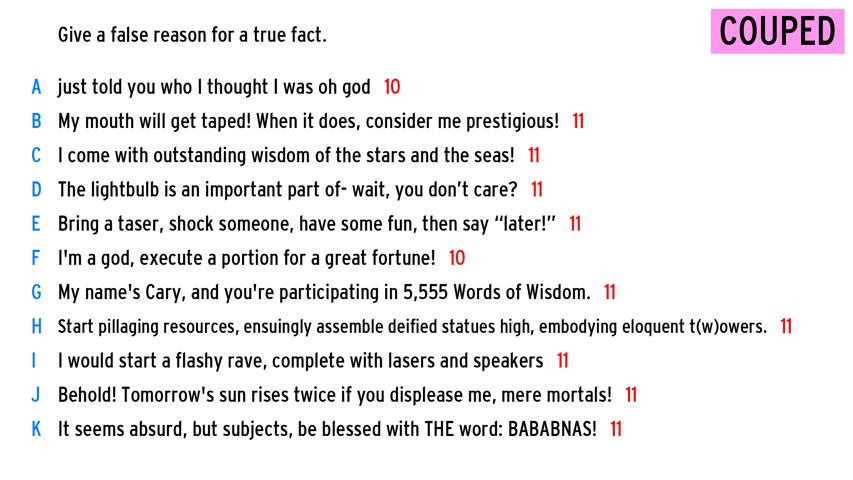 Give a false reason for a true fact.
COUPED
A just told you who I thought I was oh god 10
B My mouth will get taped! When it does, consider me prestigious! 11
C I come with outstanding wisdom of the stars and the seas! 11
D The lightbulb is an important part of- wait, you don't care? 11
E Bring a taser, shock someone, have some fun, then say “later!” 11
F I'm a god, execute a portion for a great fortune! 10
G My name's Cary, and you're participating in 5,555 Words of Wisdom. 11
H Start pillaging resources, ensuingly assemble deified statues high, embodying eloquent t(w)owers. 11
I I would start a flashy rave, complete with lasers and speakers 11
J Behold! Tomorrow's sun rises twice if you displease me, mere mortals! 11
K It seems absurd, but subjects, be blessed with THE word: BABABNAS! 11